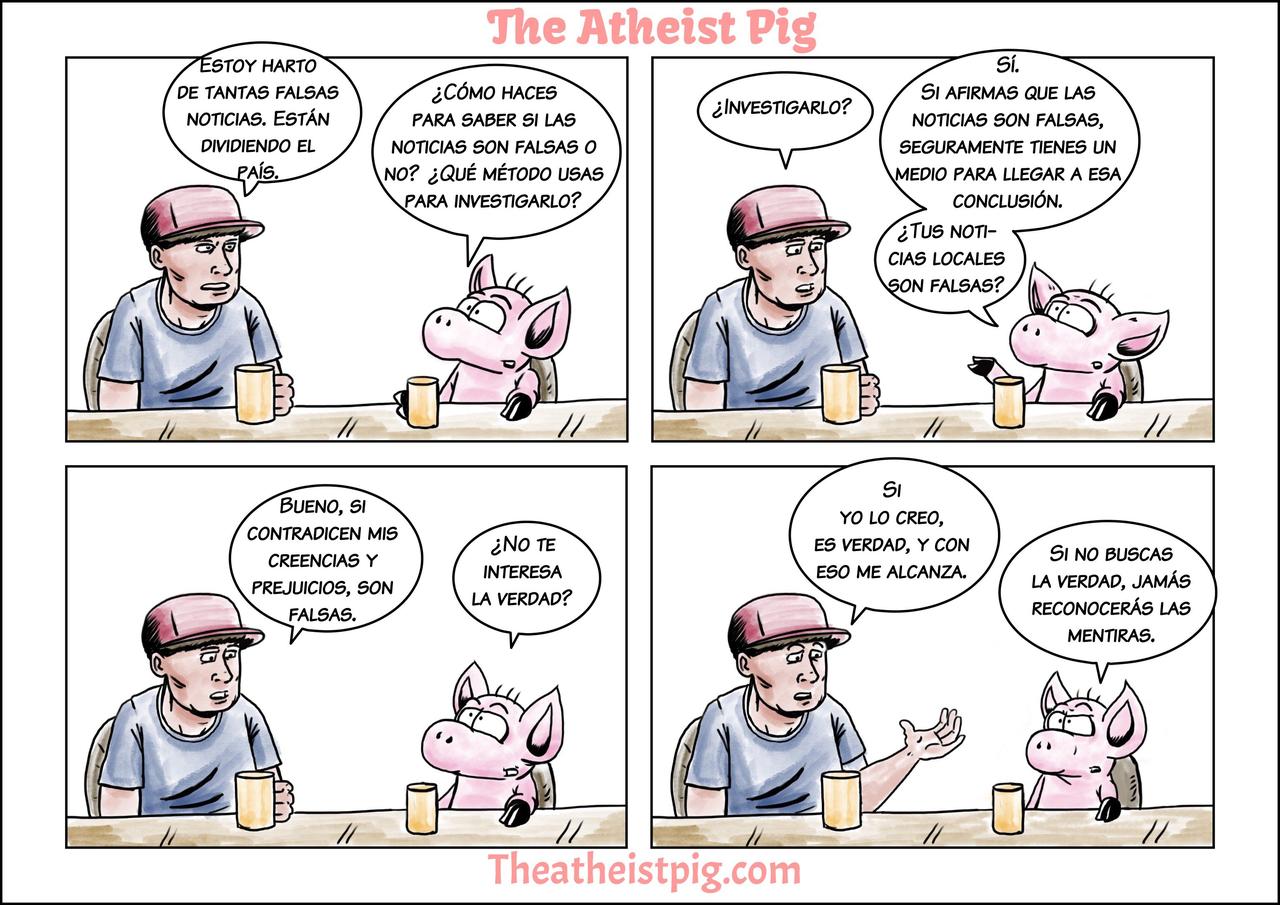 The Atheist Pig
Estoy harto
de tantas falsas
noticias. Están
dividiendo el
país.
¿Cómo haces
para saber si las
noticias son falsas o
no? ¿Qué método usas
para investigarlo?
¿Investigarlo?
Sí.
Si afirmas que las
noticias son falsas,
seguramente tienes un
medio para llegar a esa
conclusión.
¿Tus noti-
cias locales
son falsas?
Bueno, si
contradicen mis
creencias y
prejuicios, son
falsas.
¿No te
interesa
la verdad?
Si
yo lo creo,
es verdad, y con
eso me alcanza.
Si no buscas
la verdad, jamás
reconocerás las
mentiras.
Theatheistpig.com